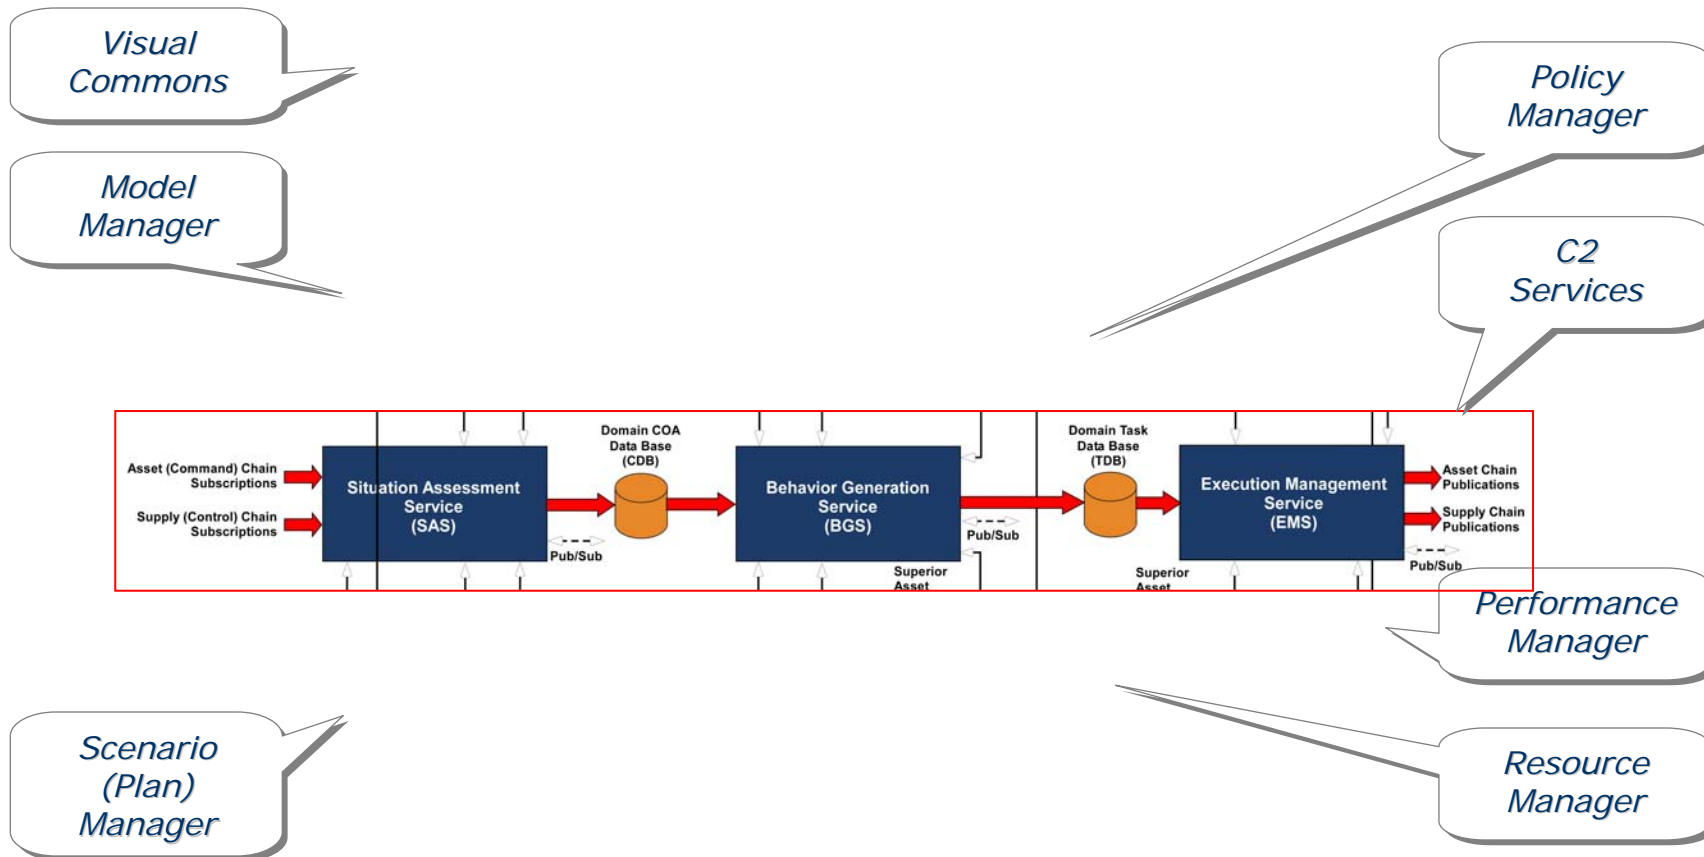 Visual
Commons
Policy
Manager
Model
Manager
C2
Services
Asset (Command) Chain
Subscriptions
Supply (Control) Chain
Subscriptions
Situation Assessment
Service
(SAS)
Domain COA
Data Base
(CDB)
Pub/Sub
Behavior Generation
Service
(BGS)
Pub/Sub
Superior
Asset
Domain Task
Data Base
(TDB)
Superior
Asset
Execution Management
Service
(EMS)
Asset Chain
Publications
Supply Chain
Publications
Pub/Sub
Performance
Manager
Scenario
(Plan)
Manager
Resource
Manager